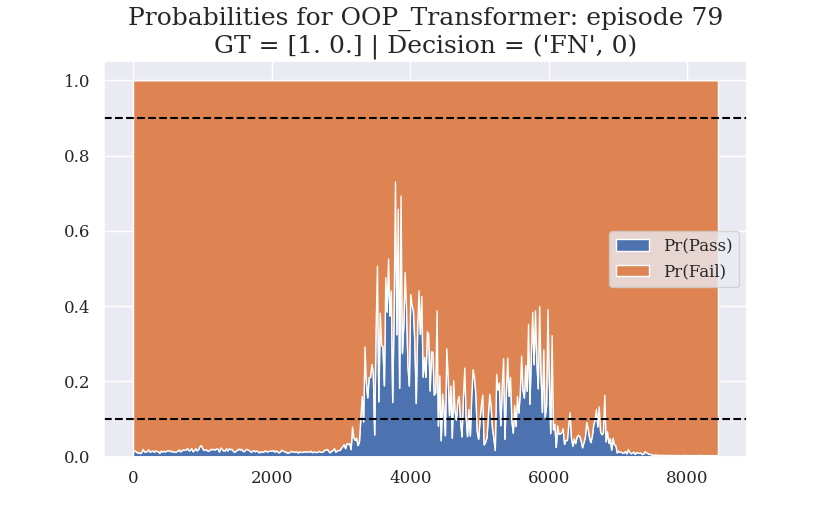 Probabilities for OOP_Transformer: episode 79
GT = [1. 0.] | Decision = ('FN', 0)
1.0
0.8
0.6
0.4
0.2
0.0
Pr(Pass)
Pr(Fail)
0 2000 4000 6000 8000